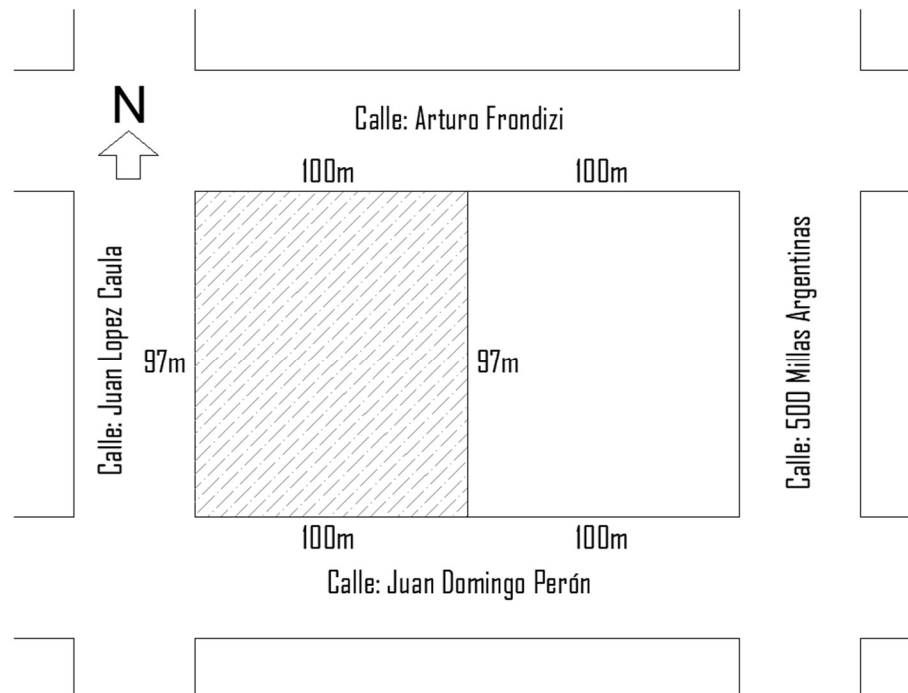 N
Calle: Arturo Frondizi
100m 100m
Calle: Juan Lopez Caula
97m 97m
Calle: 500 Millas Argentinas
100m 100m
Calle: Juan Domingo Perón